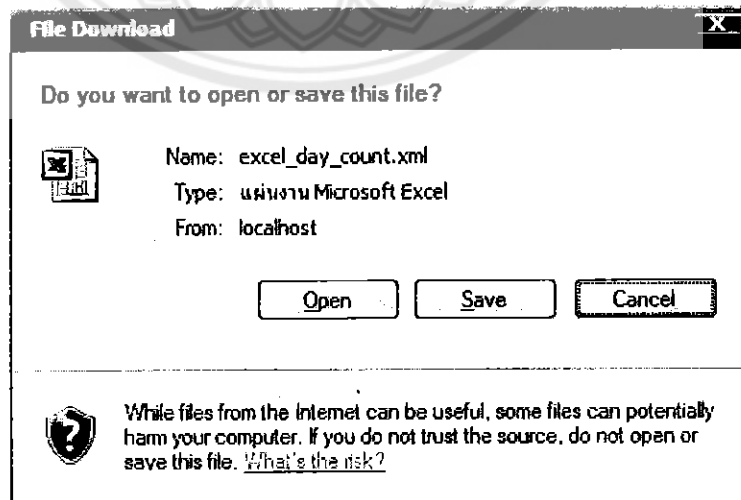 File Download
X
Do you want to open or save this file?
Name: excel_day_count.xml
Type: แผ่นงาน Microsoft Excel
From: localhost
Open Save Cancel
While files from the Internet can be useful, some files can potentially
harm your computer. If you do not trust the source, do not open or
save this file. What's the risk?